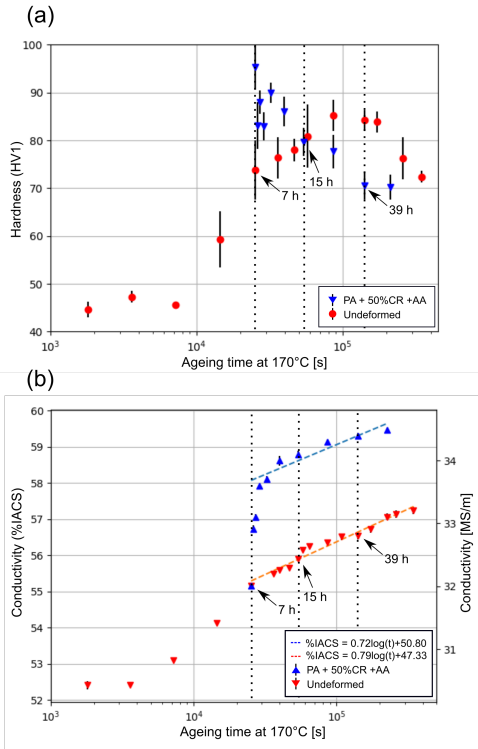 (a)
100
90
80
70
60
50
40
Hardness (HV1)
7 h
15 h
39 h
PA + 50%CR +AA
Undeformed
10³ 10⁴ 10⁵
Ageing time at 170°C [s]
(b)
60
59
58
57
56
55
54
53
52
Conductivity (%IACS)
34
33
32
31
Conductivity [MS/m]
7 h
15 h
39 h
%IACS = 0.72log(t)+50.80
%IACS = 0.79log(t)+47.33
PA + 50%CR +AA
Undeformed
10³ 10⁴ 10⁵
Ageing time at 170°C [s]